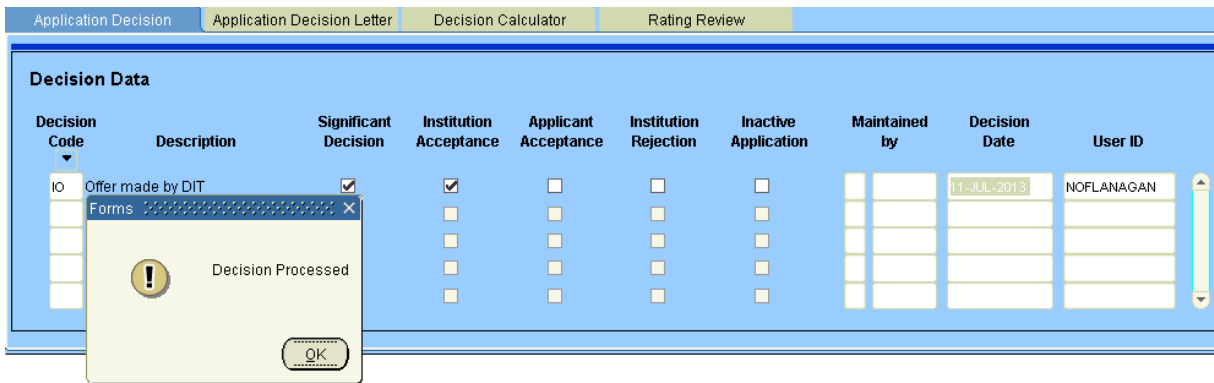 Application Decision Application Decision Letter Decision Calculator Rating Review
Decision Data
Decision Significant Institution Applicant Institution Inactive Maintained Decision
Code Description Decision Acceptance Acceptance Rejection Application by Date User ID
IO Offer made by DIT 11-JUL-2013 NOFLANAGAN
Forms
Decision Processed
OK